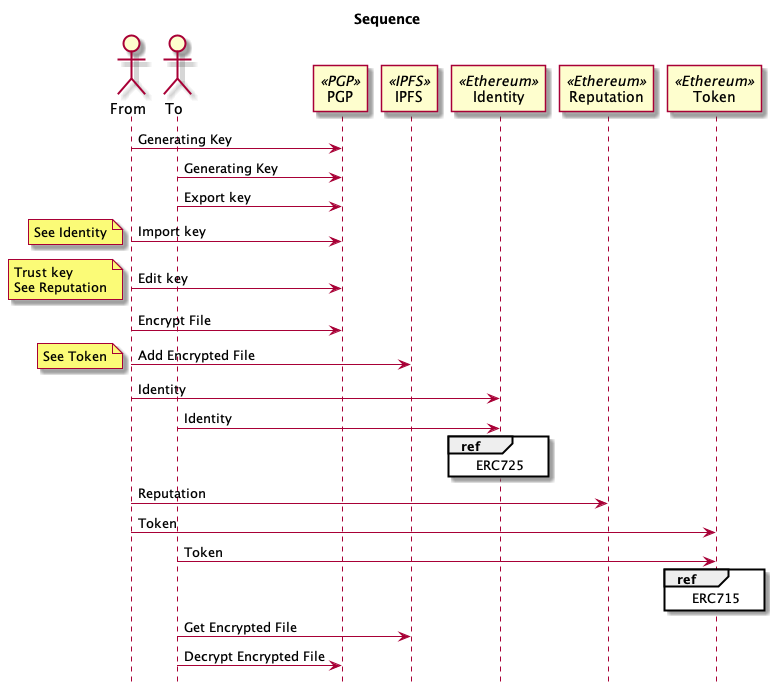 Sequence
From
To
«PGP»
PGP
«IPFS»
IPFS
«Ethereum»
Identity
«Ethereum»
Reputation
«Ethereum»
Token
Generating Key
Generating Key
Export key
See Identity
Import key
Trust key
See Reputation
Edit key
Encrypt File
See Token
Add Encrypted File
Identity
Identity
ref
ERC725
Reputation
Token
Token
ref
ERC715
Get Encrypted File
Decrypt Encrypted File